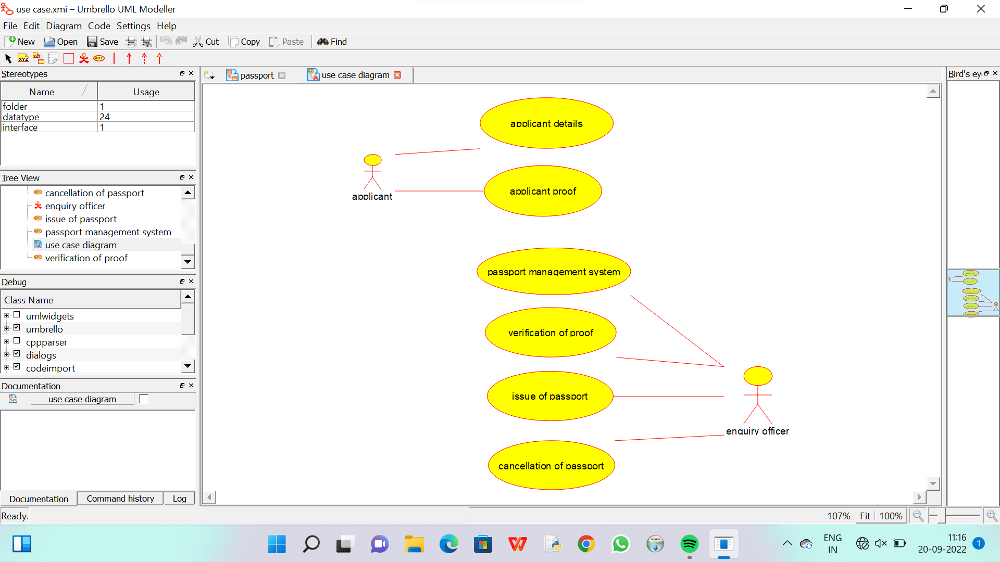 use case.xmi – Umbrello UML Modeller
File Edit Diagram Code Settings Help
New Open Save Cut Copy Paste Find
XYZ XYZ ABC
Stereotypes
Name Usage
folder 1
datatype 24
interface 1
Tree View
cancellation of passport
enquiry officer
issue of passport
passport management system
use case diagram
verification of proof
Debug
Class Name
umlwidgets
umbrello
cppparser
dialogs
codeimport
Documentation
use case diagram
Documentation Command history Log
passport use case diagram
applicant details
applicant
applicant proof
passport management system
verification of proof
issue of passport
enquiry officer
cancellation of passport
Bird's ey
Ready.
107% Fit 100%
ENG
IN
11:16
20-09-2022
1